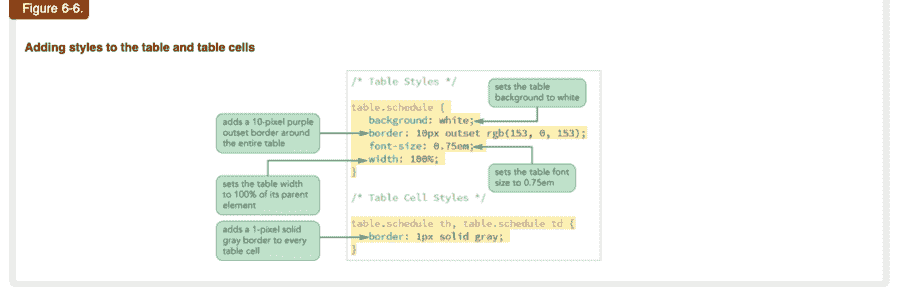 Figure 6-6.
Adding styles to the table and table cells
/* Table Styles */
sets the table
background to white
table.schedule {
background: white;
adds a 10-pixel purple
outset border around
the entire table
border: 10px outset rgb(153, 0, 153);
font-size: 0.75em;
width: 100%;
}
sets the table font
size to 0.75em
sets the table width
to 100% of its parent
element
/* Table Cell Styles */
adds a 1-pixel solid
gray border to every
table cell
table.schedule th, table.schedule td {
border: 1px solid gray;
}